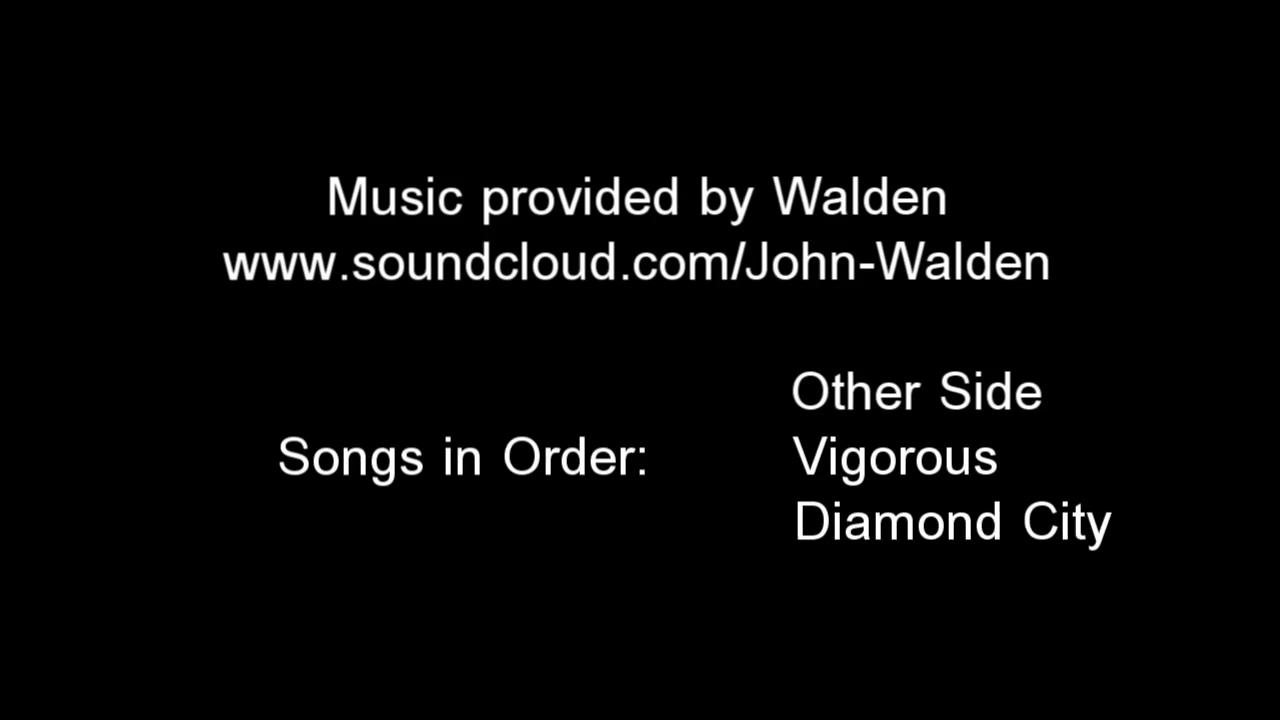 Music provided by Walden
www.soundcloud.com/John-Walden
Other Side
Songs in Order: Vigorous
Diamond City